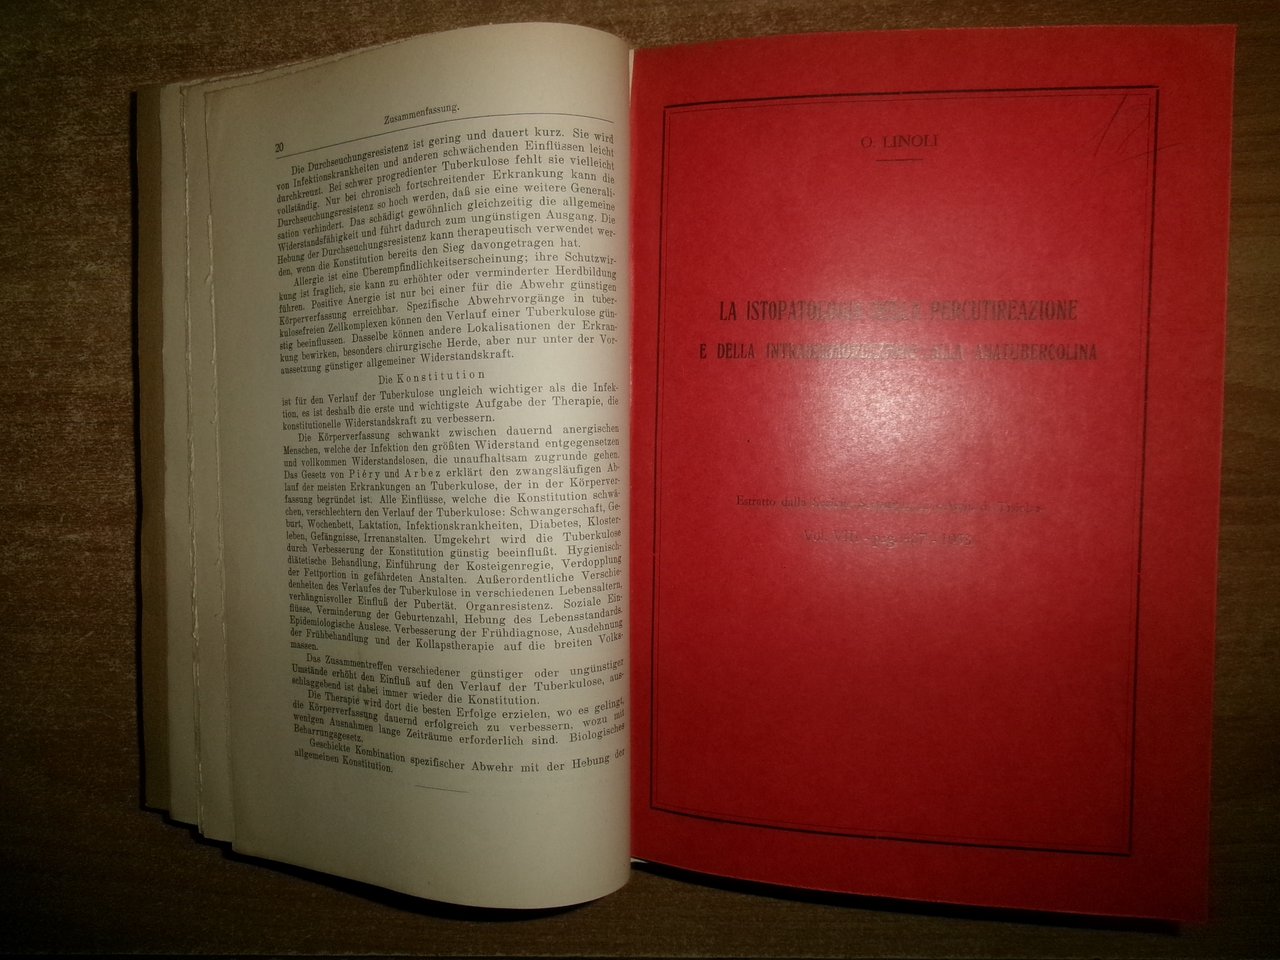 Zusammenfassung.
20
Die Durchseuchungsresistenz ist gering und dauert kurz. Sie wird
von Infektionskrankheiten und anderen schwächenden Einflüssen leicht
durchkreuzt. Bei schwer progredienter Tuberkulose fehlt sie vielleicht
vollständig. Nur bei chronisch fortschreitender Erkrankung kann die
Durchseuchungsresistenz so hoch werden, daß sie eine weitere Generali-
sation verhindert. Das schädigt gewöhnlich gleichzeitig die allgemeine
Widerstandsfähigkeit und führt dadurch zum ungünstigen Ausgang. Die
Hebung der Durchseuchungsresistenz kann therapeutisch verwendet wer-
den, wenn die Konstitution bereits den Sieg davongetragen hat.
Allergie ist eine Überempfindlichkeitserscheinung; ihre Schutzwir-
kung ist fraglich, sie kann zu erhöhter oder verminderter Herdbildung
führen. Positive Anergie ist nur bei einer für die Abwehr günstigen
Körperverfassung erreichbar. Spezifische Abwehrvorgänge in tuber-
kulosefreien Zellkomplexen können den Verlauf einer Tuberkulose gün-
stig beeinflussen. Dasselbe können andere Lokalisationen der Erkran-
kung bewirken, besonders chirurgische Herde, aber nur unter der Vor-
aussetzung günstiger allgemeiner Widerstandskraft.
Die Konstitution
ist für den Verlauf der Tuberkulose ungleich wichtiger als die Infek-
tion, es ist deshalb die erste und wichtigste Aufgabe der Therapie, die
konstitutionelle Widerstandskraft zu verbessern.
Die Körperverfassung schwankt zwischen dauernd anergischen
Menschen, welche der Infektion den größten Widerstand entgegensetzen
und vollkommen Widerstandslosen, die unaufhaltsam zugrunde gehen.
Das Gesetz von Piéry und Arbez erklärt den zwangsläufigen Ab-
lauf der meisten Erkrankungen an Tuberkulose, der in der Körperver-
fassung begründet ist. Alle Einflüsse, welche die Konstitution schwä-
chen, verschlechtern den Verlauf der Tuberkulose: Schwangerschaft, Ge-
burt, Wochenbett, Laktation, Infektionskrankheiten, Diabetes, Kloster-
leben, Gefängnisse, Irrenanstalten. Umgekehrt wird die Tuberkulose
durch Verbesserung der Konstitution günstig beeinflußt. Hygienisch-
diätetische Behandlung, Einführung der Kosteigenregie, Verdopplung
der Fettportion in gefährdeten Anstalten. Außerordentliche Verschie-
denheiten des Verlaufes der Tuberkulose in verschiedenen Lebensaltern,
verhängnisvoller Einfluß der Pubertät. Organresistenz. Soziale Ein-
flüsse, Verminderung der Geburtenzahl, Hebung des Lebensstandards.
Epidemiologische Auslese. Verbesserung der Frühdiagnose, Ausdehnung
der Frühbehandlung und der Kollapstherapie auf die breiten Volks-
massen.
Das Zusammentreffen verschiedener günstiger oder ungünstiger
Umstände erhöht den Einfluß auf den Verlauf der Tuberkulose, aus-
schlaggebend ist dabei immer wieder die Konstitution.
Die Therapie wird dort die besten Erfolge erzielen, wo es gelingt,
die Körperverfassung dauernd erfolgreich zu verbessern, wozu mit
wenigen Ausnahmen lange Zeiträume erforderlich sind. Biologisches
Beharrungsgesetz.
Geschickte Kombination spezifischer Abwehr mit der Hebung der
allgemeinen Konstitution.
O. LINOLI
LA ISTOPATOLOGIA DELLA PERCUTIREAZIONE
E DELLA INTRADERMOREAZIONE ALLA ANATUBERCOLINA
Estratto dalla
Vol. VIII